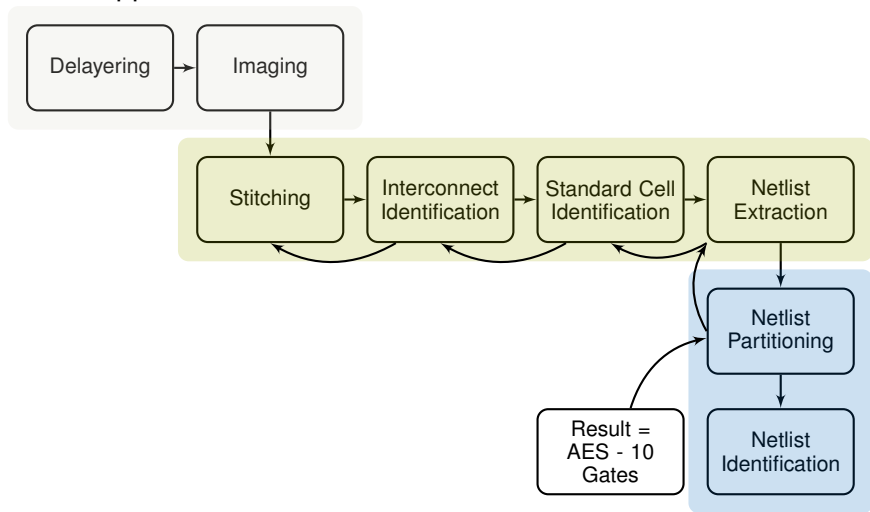 Delayering
Imaging
Stitching
Interconnect
Identification
Standard Cell
Identification
Netlist
Extraction
Netlist
Partitioning
Result =
AES - 10
Gates
Netlist
Identification